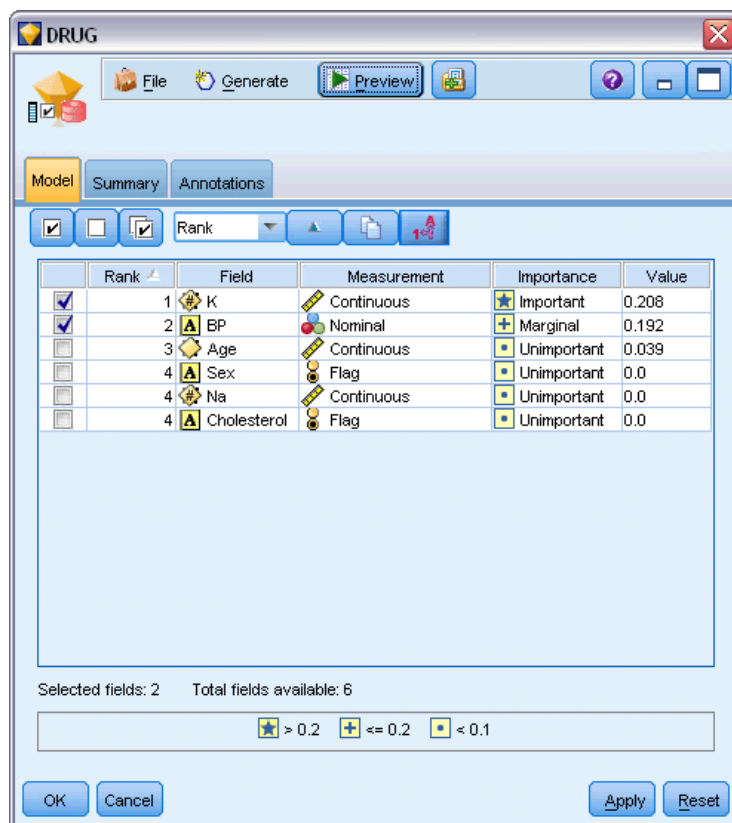 DRUG
File Generate Preview
Model Summary Annotations
Rank
Rank Field Measurement Importance Value
1 K Continuous Important 0.208
2 BP Nominal Marginal 0.192
3 Age Continuous Unimportant 0.039
4 Sex Flag Unimportant 0.0
4 Na Continuous Unimportant 0.0
4 Cholesterol Flag Unimportant 0.0
Selected fields: 2 Total fields available: 6
> 0.2 <= 0.2 < 0.1
OK Cancel Apply Reset